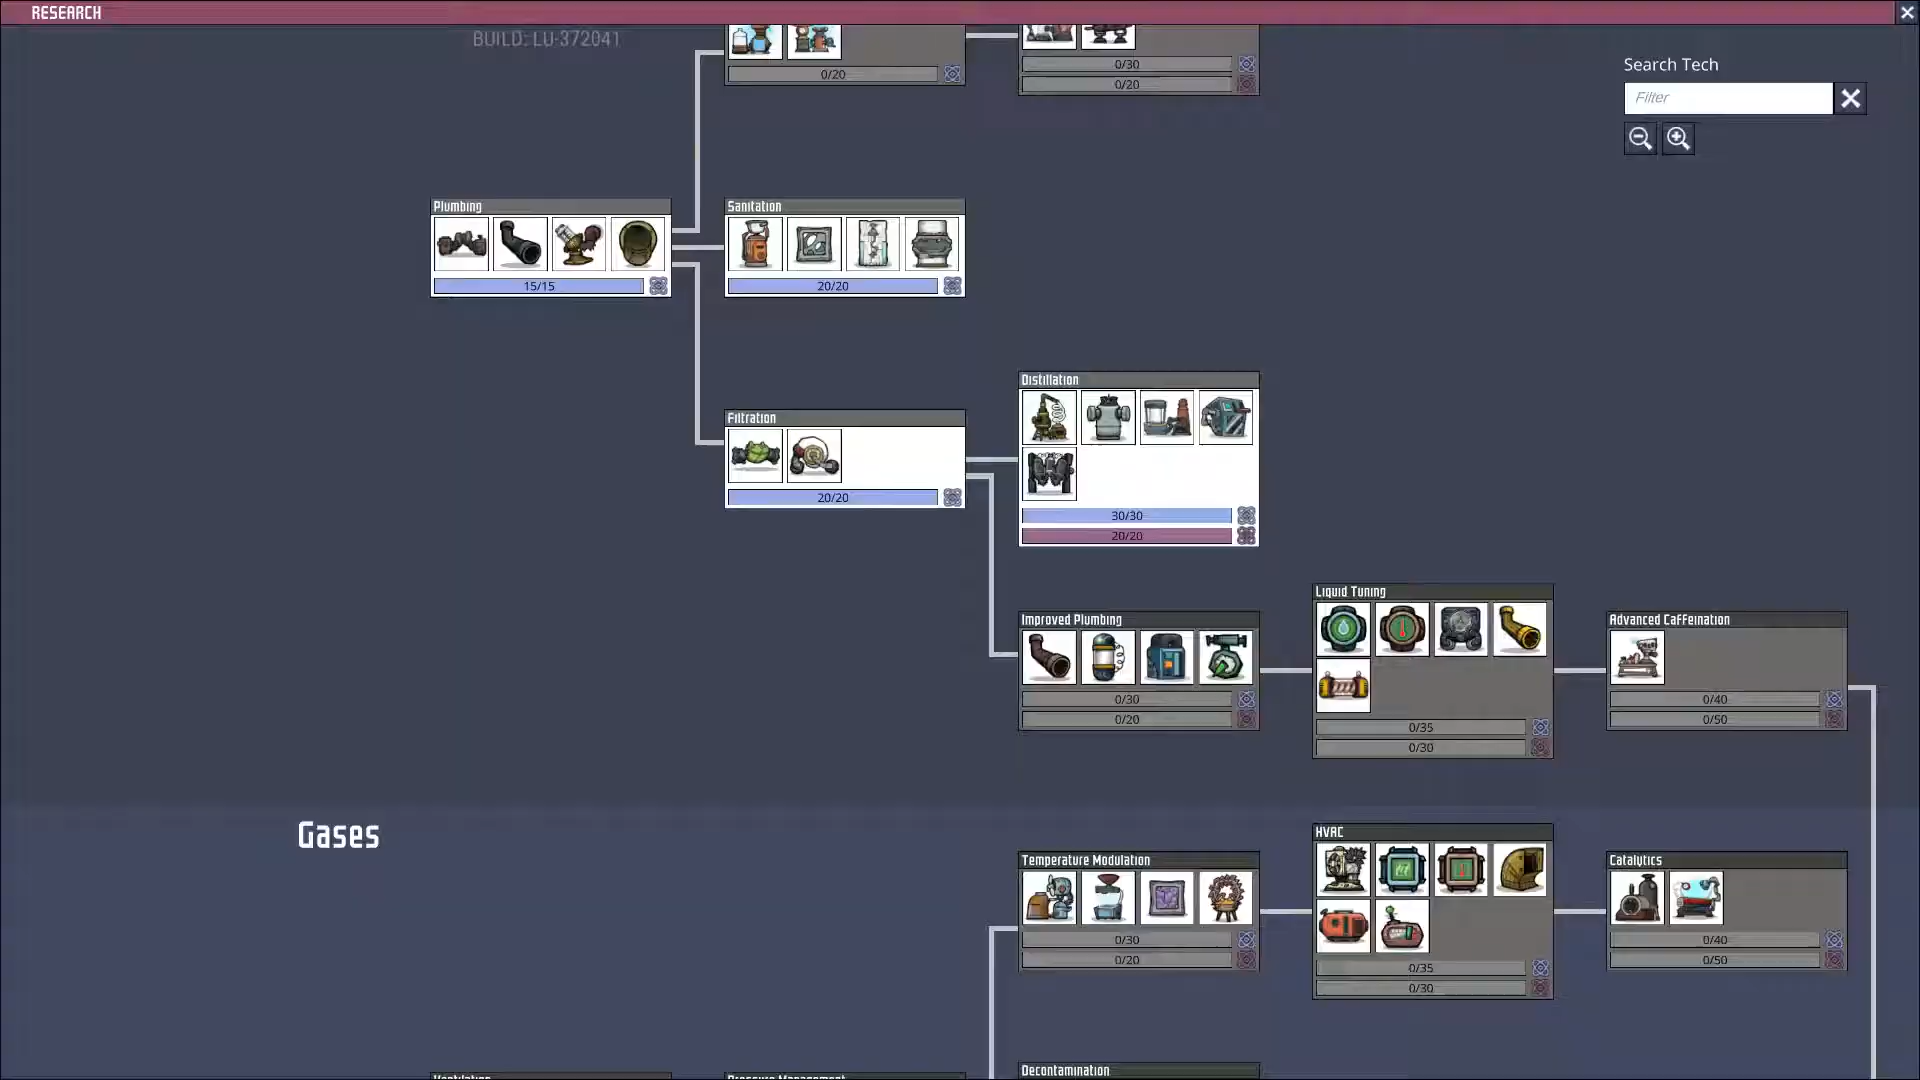 RESEARCH
BUILD: LU-372041
Search Tech
Filter
0/20
0/30
0/20
Plumbing
15/15
Sanitation
20/20
Filtration
20/20
Distillation
30/30
20/20
Improved Plumbing
0/30
0/20
Liquid Tuning
0/35
0/30
Advanced Caffeination
0/40
0/50
Gases
Temperature Modulation
0/30
0/20
HVAC
0/35
0/30
Catalytics
0/40
0/50
Ventilation
Pressure Management
Decontamination